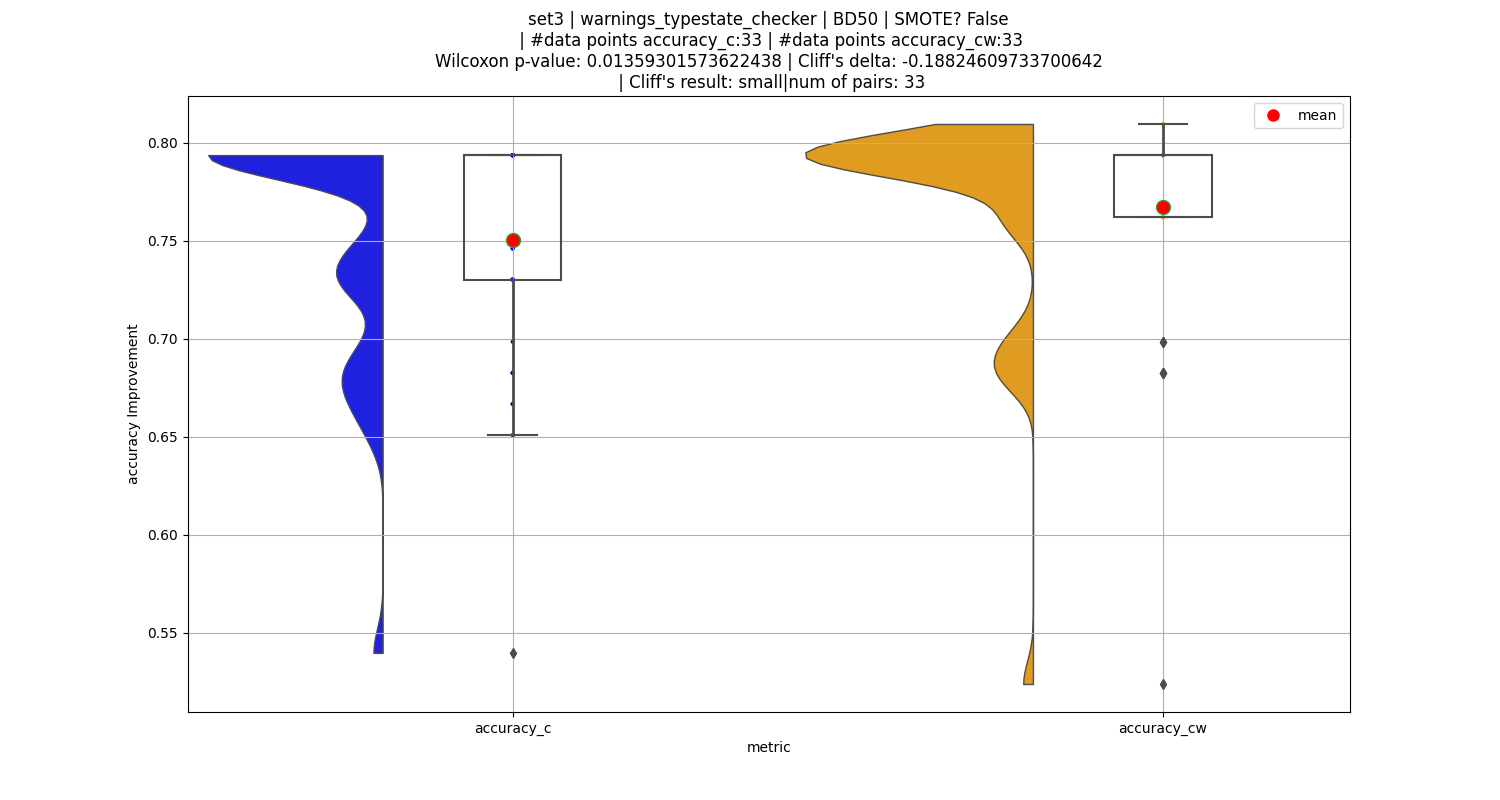 set3 | warnings_typestate_checker | BD50 | SMOTE? False
| #data points accuracy_c:33 | #data points accuracy_cw:33
Wilcoxon p-value: 0.01359301573622438 | Cliff's delta: -0.18824609733700642
| Cliff's result: small|num of pairs: 33
mean
0.80
0.75
0.70
0.65
0.60
0.55
accuracy Improvement
accuracy_c
accuracy_cw
metric